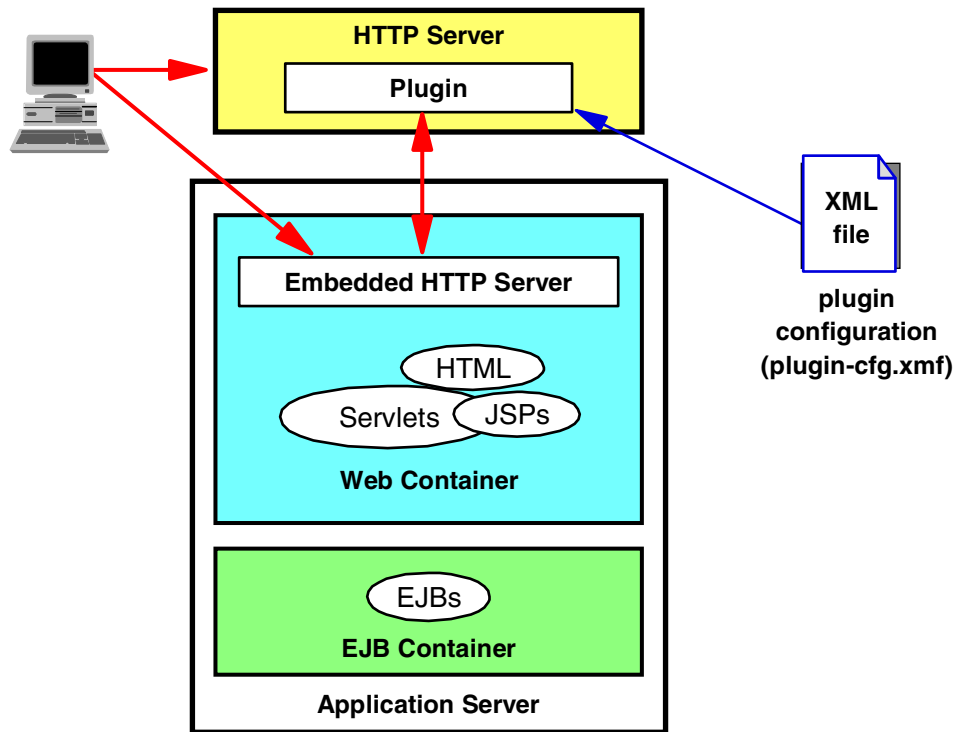 HTTP Server
Plugin
XML
file
plugin
configuration
(plugin-cfg.xmf)
Embedded HTTP Server
HTML
Servlets
JSPs
Web Container
EJBs
EJB Container
Application Server